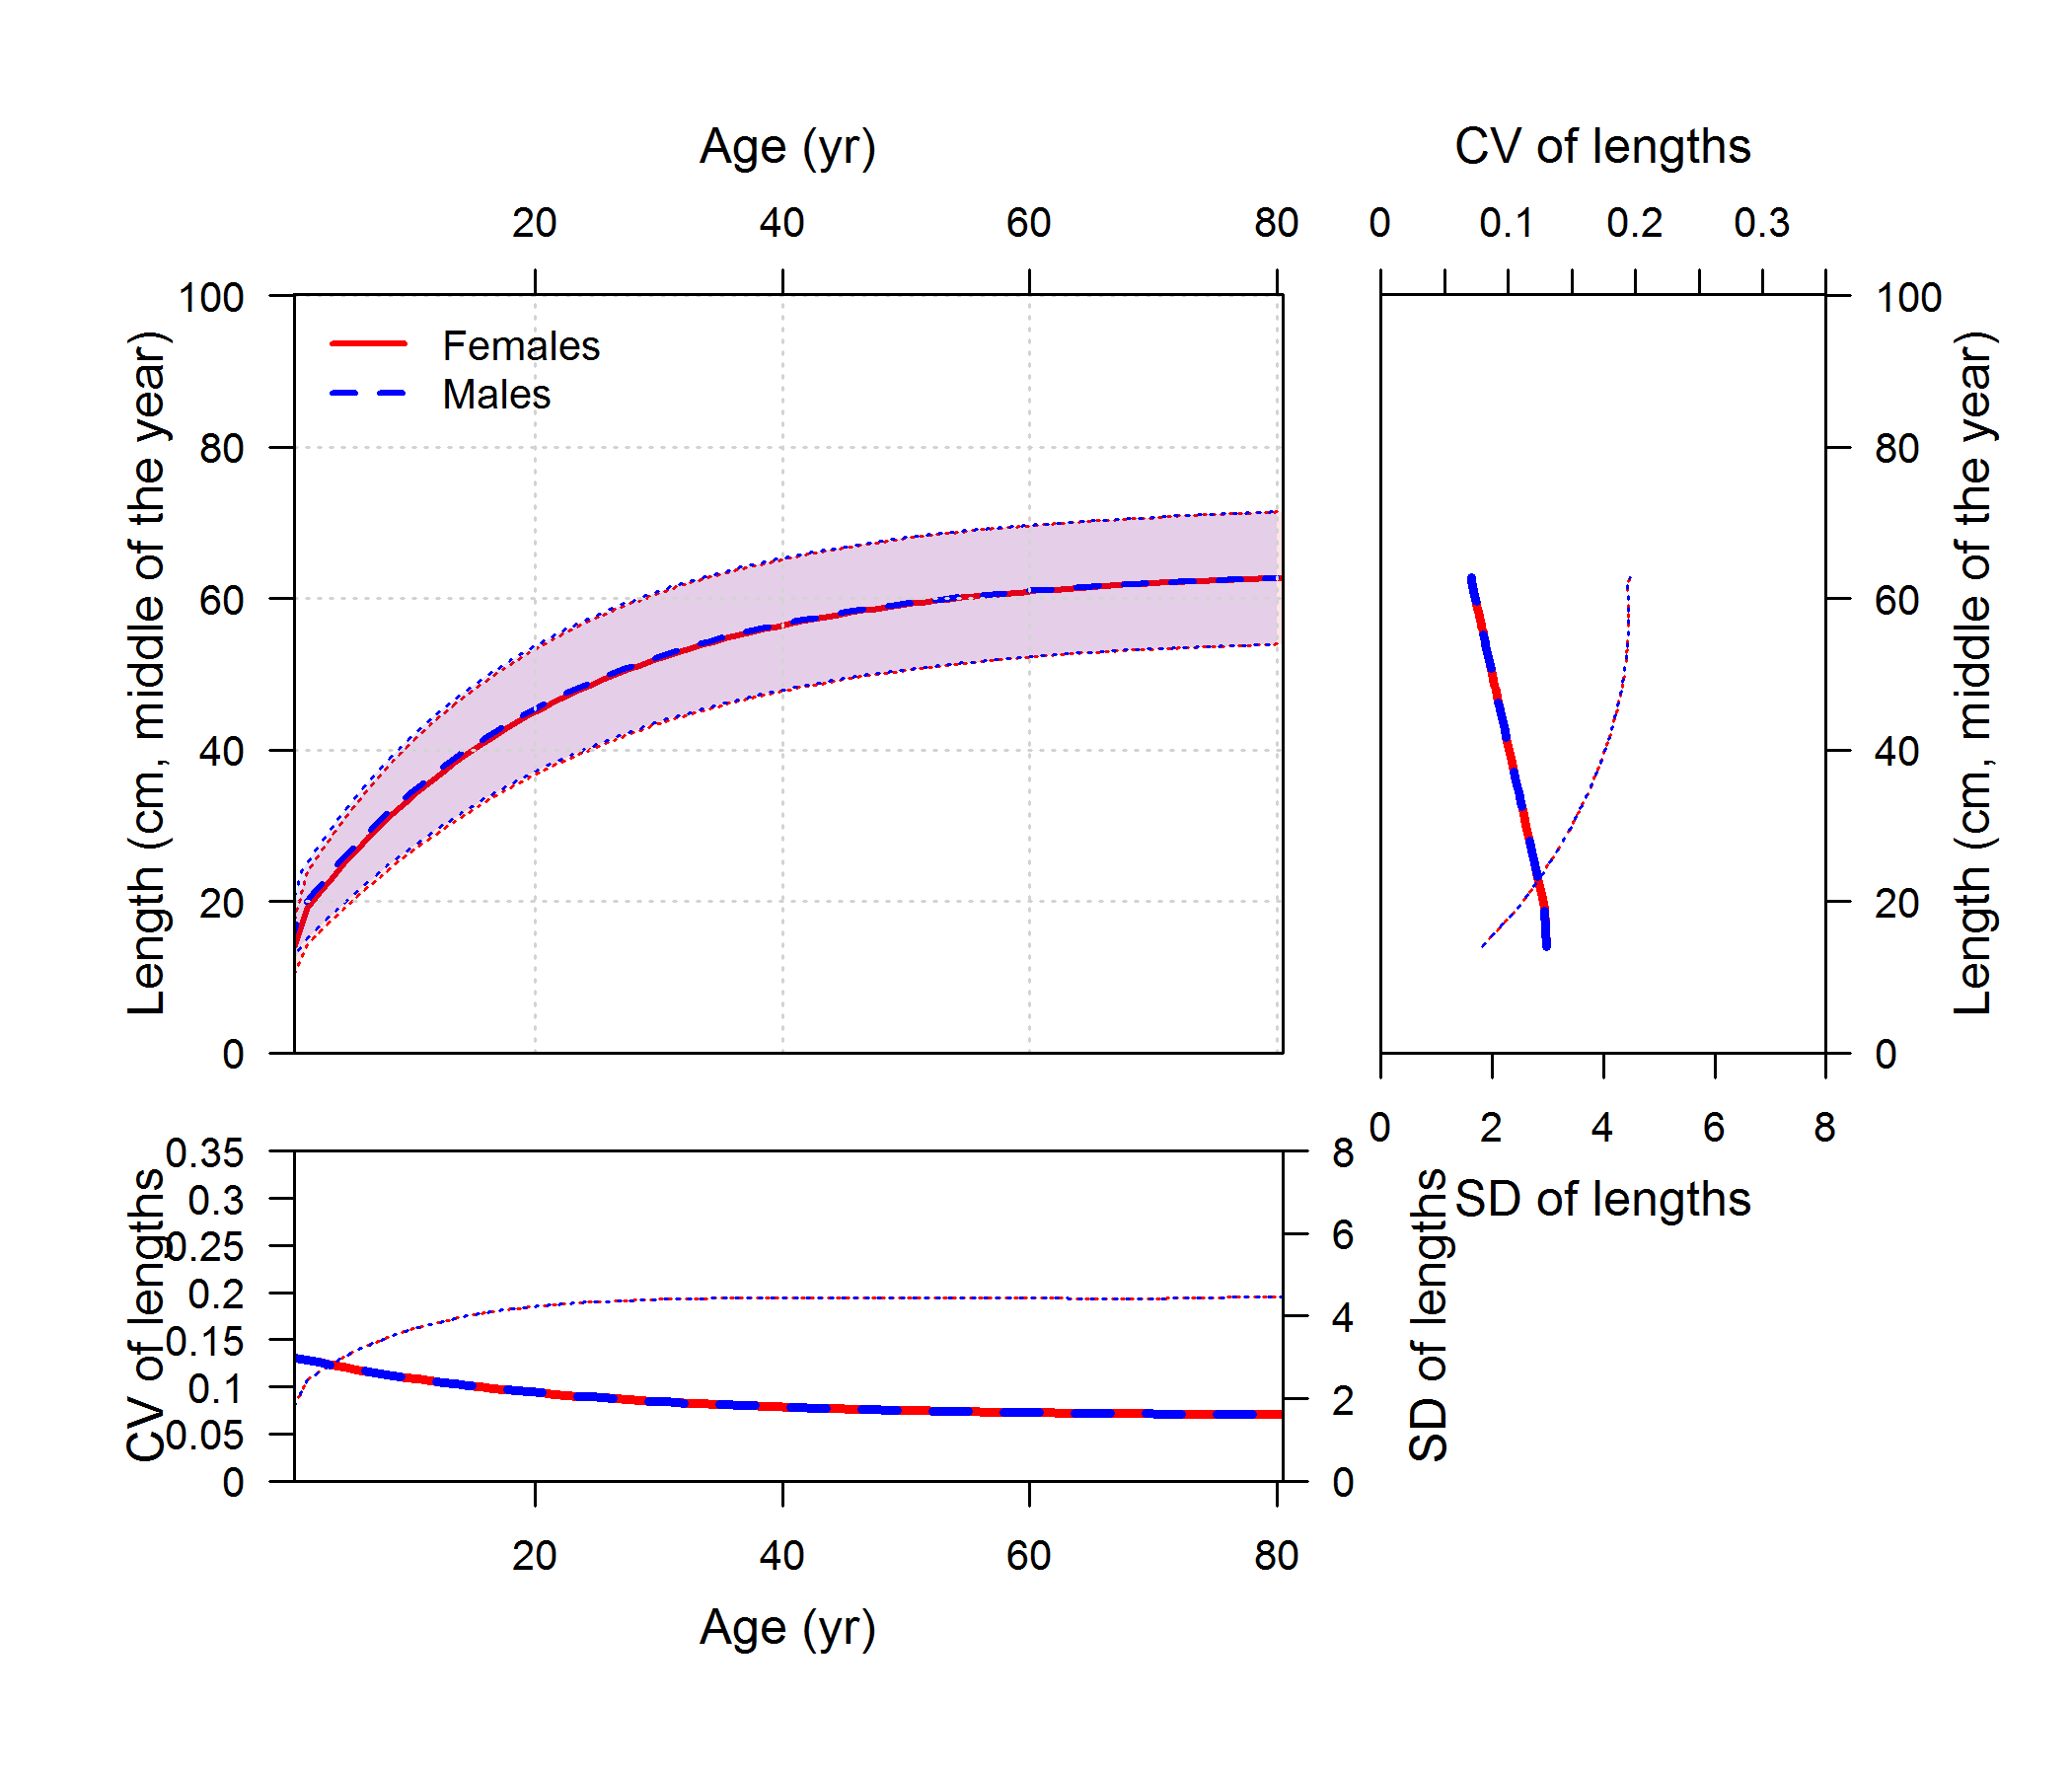 Age (yr)
CV of lengths
20 40 60 80
0 0.1 0.2 0.3
100
80
60
40
20
0
Length (cm, middle of the year)
Females
Males
100
80
60
40
20
0
Length (cm, middle of the year)
0 2 4 6 8
SD of lengths
0.35
0.3
0.25
0.2
0.15
0.1
0.05
0
CV of lengths
8
6
4
2
0
SD of lengths
20 40 60 80
Age (yr)